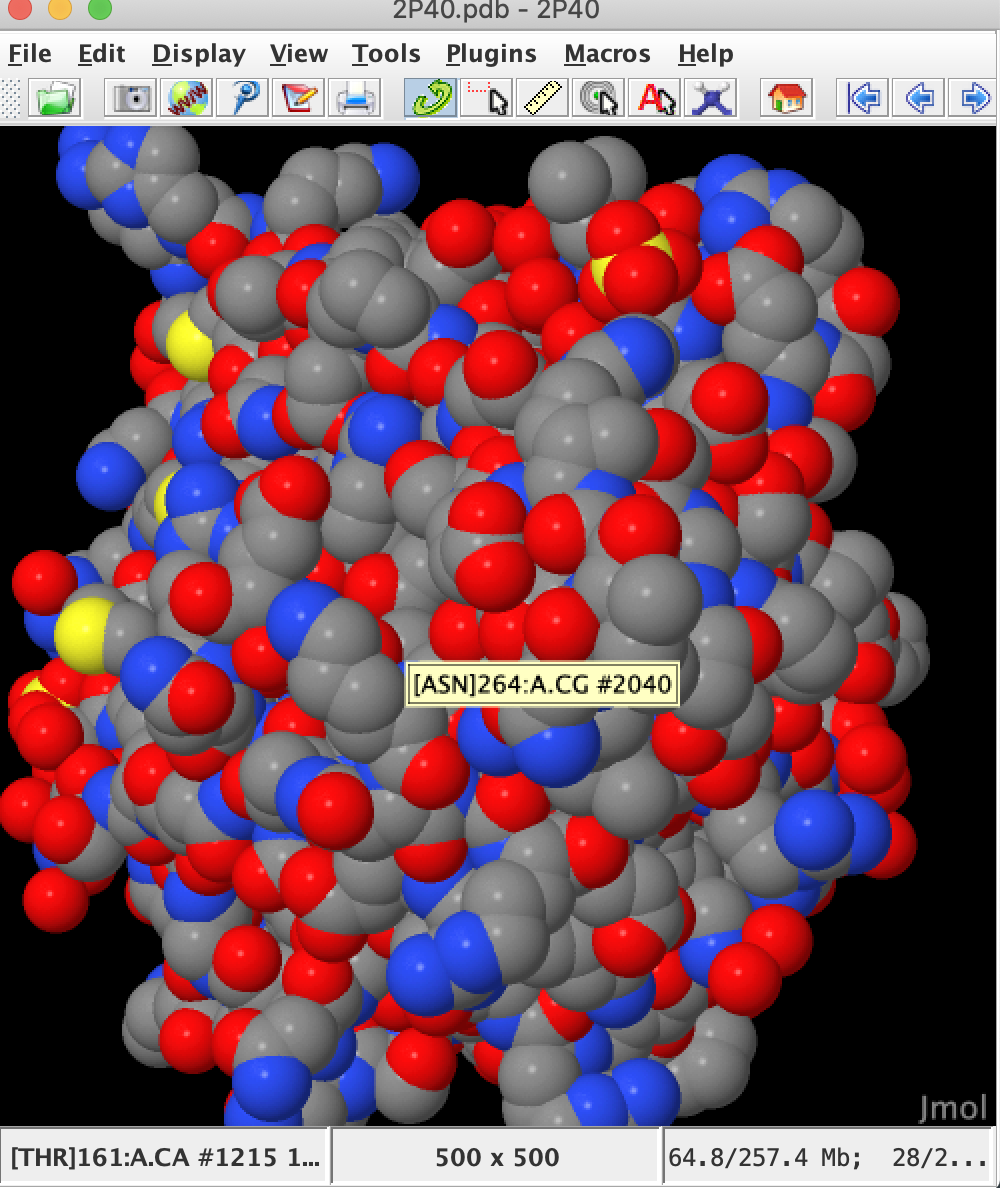 2P40.pdb - 2P40
File Edit Display View Tools Plugins Macros Help
WWW A
[ASN]264:A.CG #2040
Jmol
[THR]161:A.CA #1215 1... 500 x 500 64.8/257.4 Mb; 28/2...